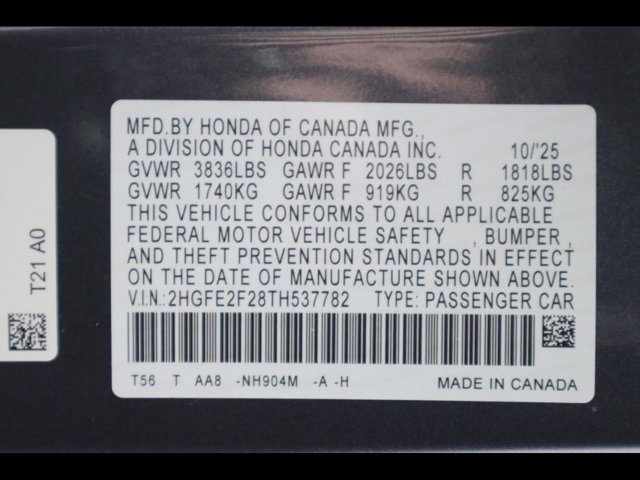 MFD.BY HONDA OF CANADA MFG.,
A DIVISION OF HONDA CANADA INC. 10/'25
GVWR 3836LBS GAWR F 2026LBS R 1818LBS
GVWR 1740KG GAWR F 919KG R 825KG
THIS VEHICLE CONFORMS TO ALL APPLICABLE
FEDERAL MOTOR VEHICLE SAFETY , BUMPER ,
AND THEFT PREVENTION STANDARDS IN EFFECT
ON THE DATE OF MANUFACTURE SHOWN ABOVE.
V.I.N.:2HGFE2F28TH537782 TYPE: PASSENGER CAR
T56 T AA8 -NH904M -A -H MADE IN CANADA
T21 A0